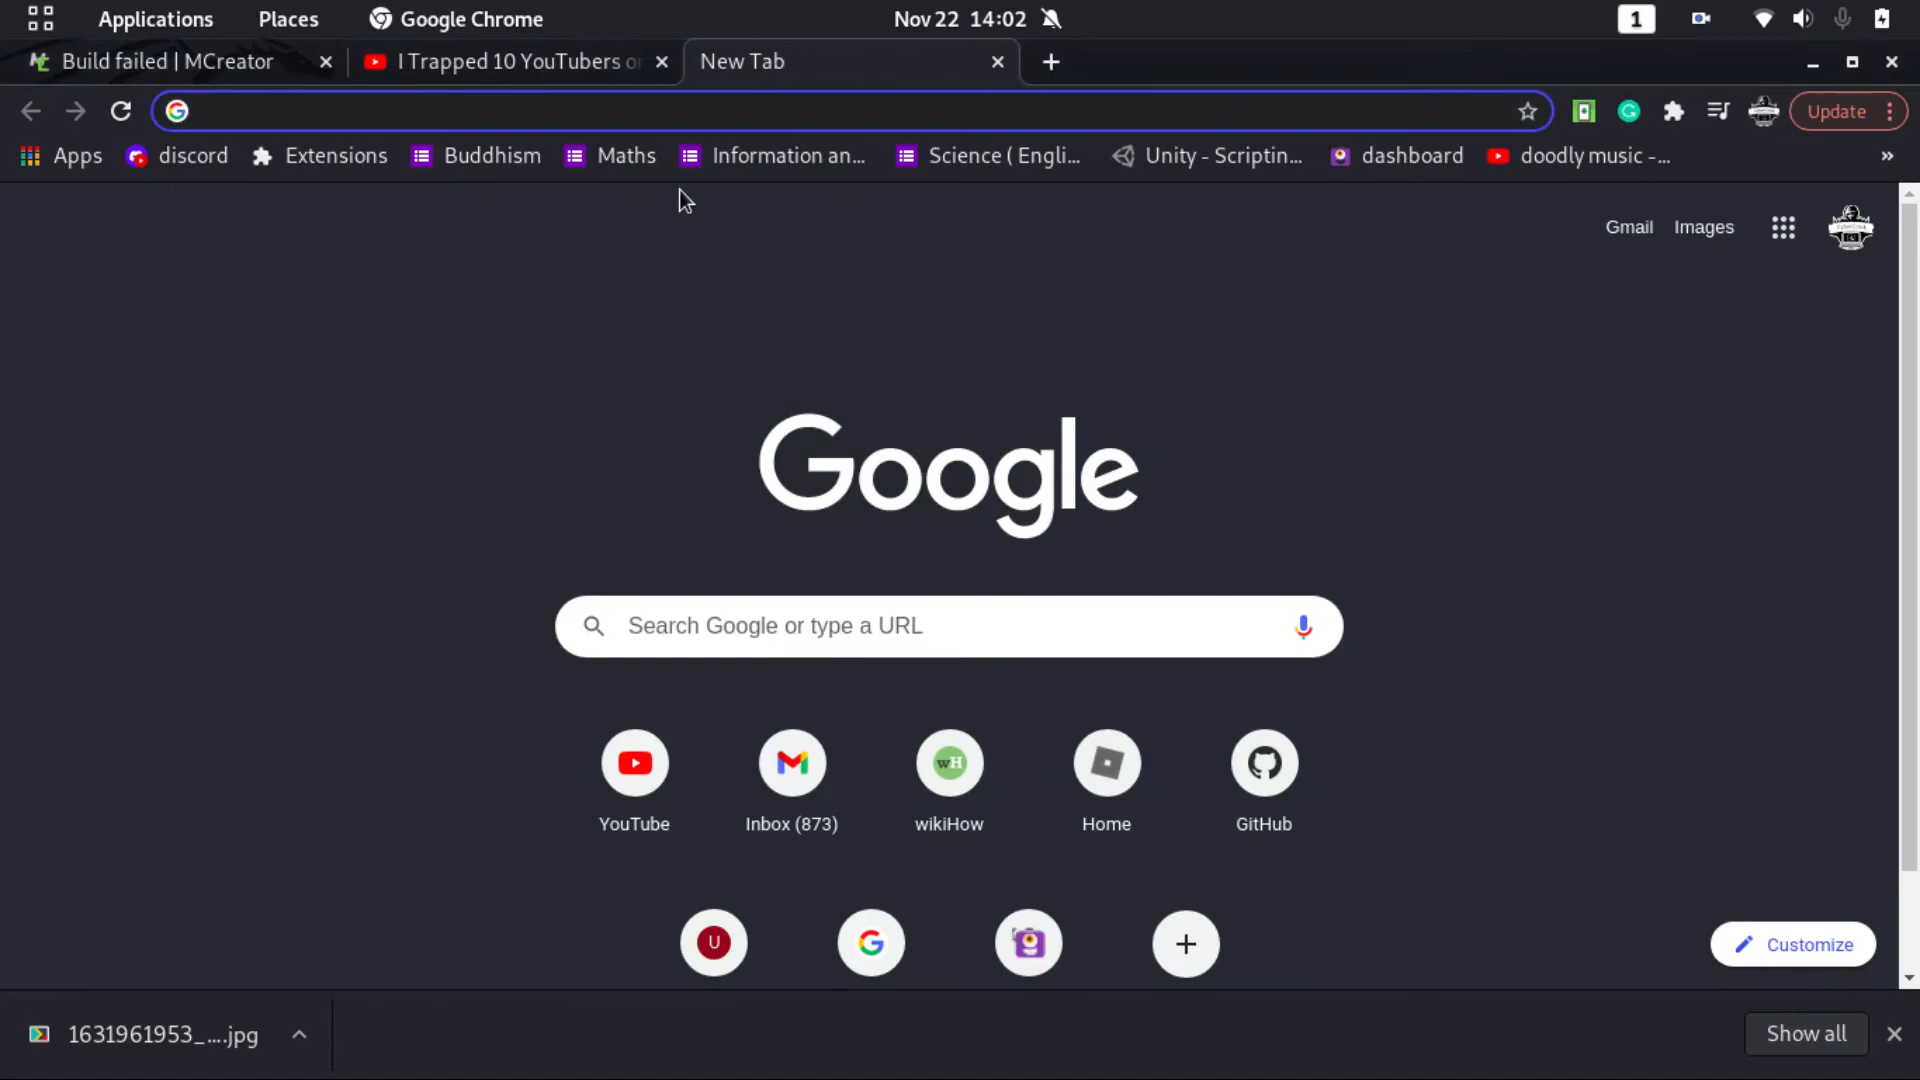 Applications Places Google Chrome Nov 22 14:02 1
Build failed | MCreator I Trapped 10 YouTubers or New Tab
Update
Apps discord Extensions Buddhism Maths Information an... Science ( Engli... Unity - Scriptin... dashboard doodly music -...
Gmail Images
Google
Search Google or type a URL
wH
YouTube Inbox (873) wikiHow Home GitHub
U
Customize
1631961953_....jpg Show all